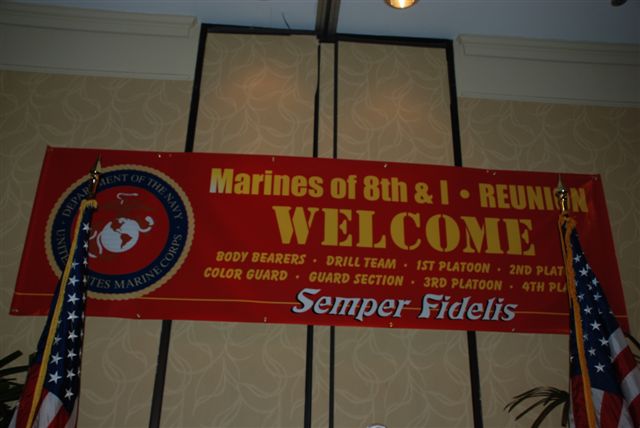 DEPARTMENT OF THE NAVY
UNITED STATES MARINE CORPS
Marines of 8th & I • REUNION
WELCOME
BODY BEARERS • DRILL TEAM • 1ST PLATOON • 2ND PLAT
COLOR GUARD • GUARD SECTION • 3RD PLATOON • 4TH PLA
Semper Fidelis